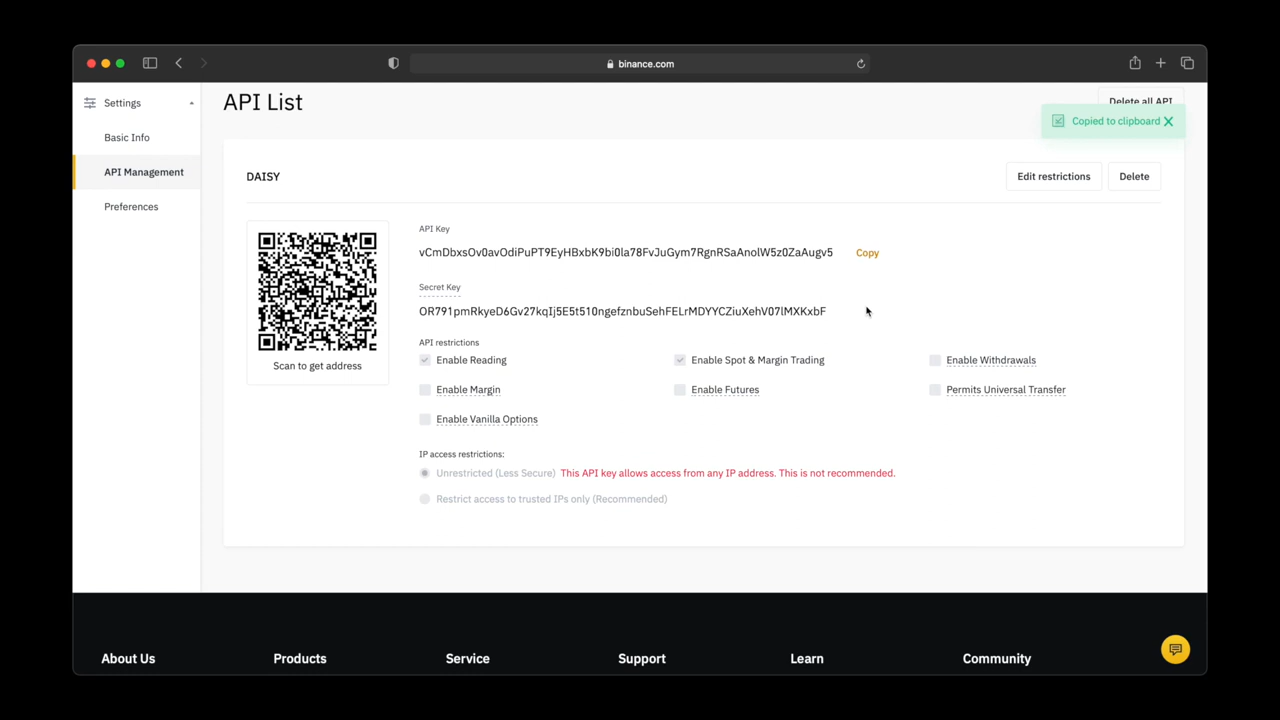 binance.com
Settings
Basic Info
API Management
Preferences
API List
Delete all API
Copied to clipboard
DAISY
Edit restrictions
Delete
Scan to get address
API Key
vCmDbxsOv0avOdiPuPT9EyHBxbK9bi0la78FvJuGym7RgnRSaAnolW5z0ZaAugv5
Copy
Secret Key
OR791pmRkyeD6Gv27kqIj5E5t510ngefznbuSehFELrMDYYCZiuXehV07lMXKxbF
API restrictions
Enable Reading
Enable Spot & Margin Trading
Enable Withdrawals
Enable Margin
Enable Futures
Permits Universal Transfer
Enable Vanilla Options
IP access restrictions:
Unrestricted (Less Secure) This API key allows access from any IP address. This is not recommended.
Restrict access to trusted IPs only (Recommended)
About Us
Products
Service
Support
Learn
Community